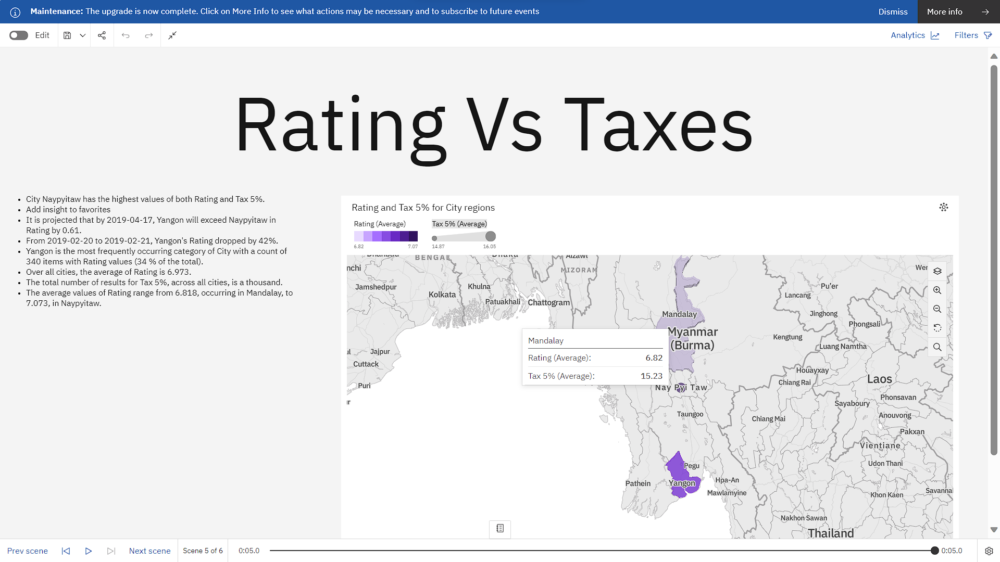 Maintenance: The upgrade is now complete. Click on More Info to see what actions may be necessary and to subscribe to future events
Dismiss
More info
Edit
Analytics
Filters
Rating Vs Taxes
City Naypyitaw has the highest values of both Rating and Tax 5%.
Add insight to favorites
It is projected that by 2019-04-17, Yangon will exceed Naypyitaw in
Rating by 0.61.
From 2019-02-20 to 2019-02-21, Yangon's Rating dropped by 42%.
Yangon is the most frequently occurring category of City with a count of
340 items with Rating values (34 % of the total).
Over all cities, the average of Rating is 6.973.
The total number of results for Tax 5%, across all cities, is a thousand.
The average values of Rating range from 6.818, occurring in Mandalay, to
7.073, in Naypyitaw.
Rating and Tax 5% for City regions
Rating (Average)
6.82
7.07
Tax 5% (Average)
14.87
16.05
BENGAL
Dhaka
Aizawl
MIZORAM
nchi
Wer
Jamshedpur
Khulna
Kolkata
Patuakhali
Chattogram
Pu'er
Lancang
Jinghong
Mandalay
Phongsali
Myanmar
(Burma)
Kengtung
Luang Namtha
Mandalay
Rating (Average):
6.82
Tax 5% (Average):
15.23
ul
Jajpur
Cuttack
Puri
ır
Houayxay
Chiang Rai
Laos
Nay Pyi Taw
Phonsavan
Sayaboury
Taungoo
Chiang Mai
Anouvong
Pakxan
Vientiane
Udon Thani
Pegu
Yangon
Pathein
Hpa-An
Mawlamyine
Savannal
Khon Kaen
Nakhon Sawan
Thailand
Prev scene
Next scene
Scene 5 of 6
0:05.0
0:05.0